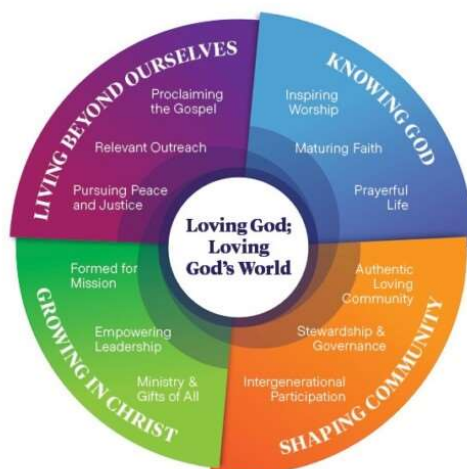 LIVING BEYOND OURSELVES
Proclaiming
the Gospel
Relevant Outreach
Pursuing Peace
and Justice
KNOWING GOD
Inspiring
Worship
Maturing Faith
Prayerful
Life
Loving God;
Loving
God's World
GROWING IN CHRIST
Formed for
Mission
Empowering
Leadership
Ministry &
Gifts of All
SHAPING COMMUNITY
Authentic
Loving
Community
Stewardship &
Governance
Intergenerational
Participation